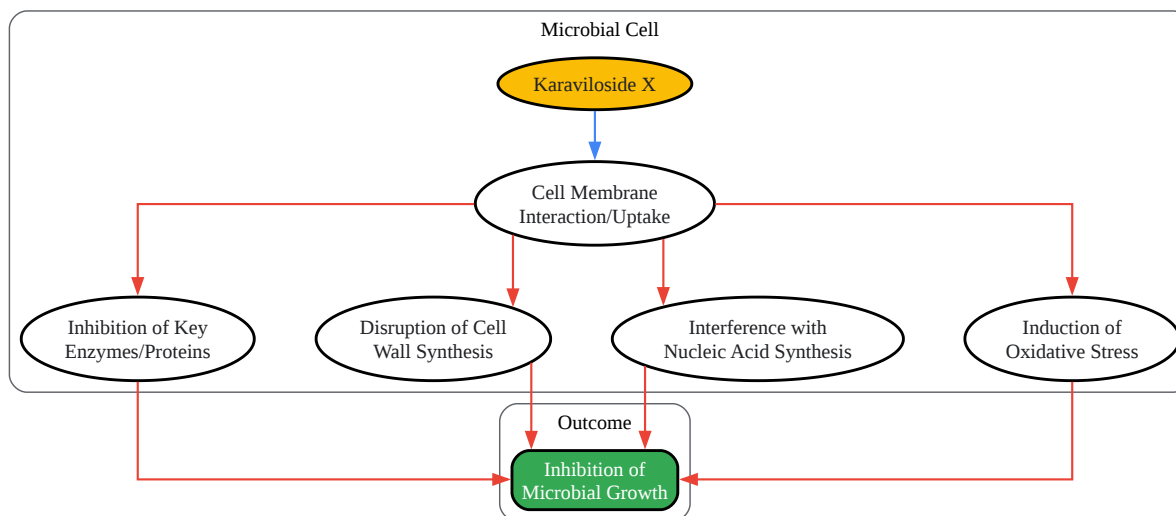 Microbial Cell
Karaviloside X
Cell Membrane
Interaction/Uptake
Inhibition of Key
Enzymes/Proteins
Disruption of Cell
Wall Synthesis
Interference with
Nucleic Acid Synthesis
Induction of
Oxidative Stress
Outcome
Inhibition of
Microbial Growth